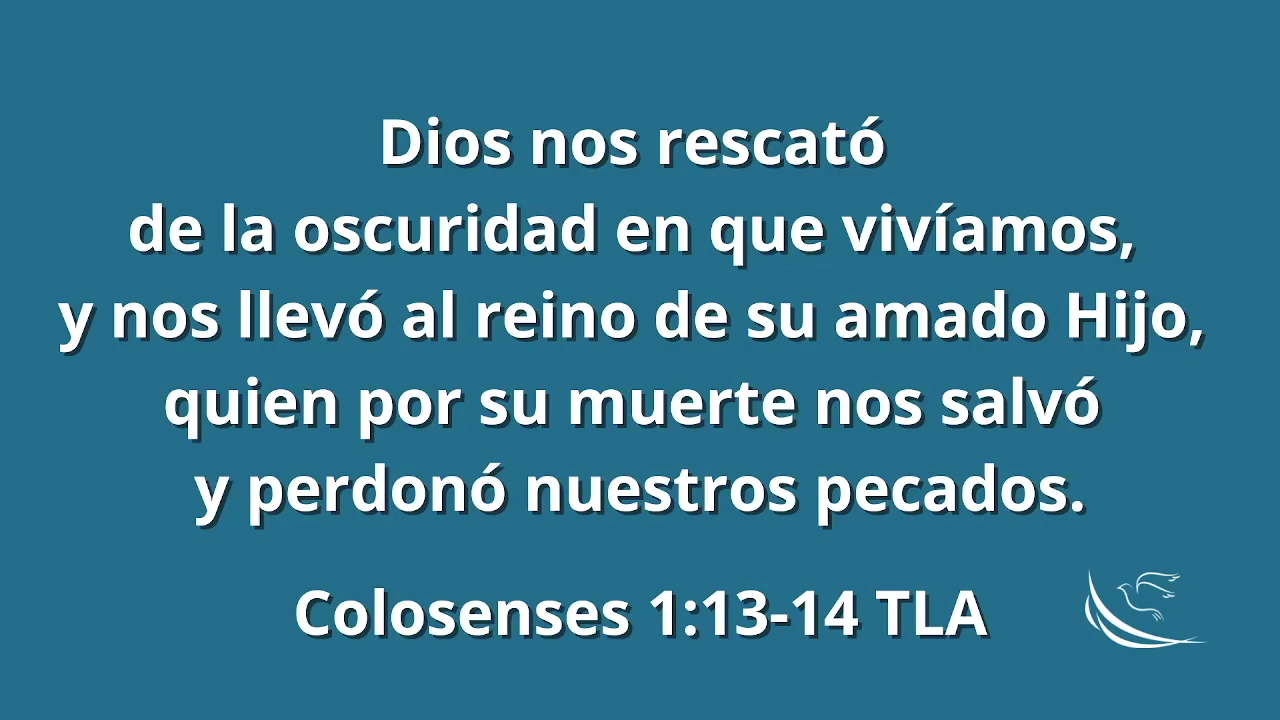 Dios nos rescató
de la oscuridad en que vivíamos,
y nos llevó al reino de su amado Hijo,
quien por su muerte nos salvó
y perdonó nuestros pecados.
Colosenses 1:13-14 TLA